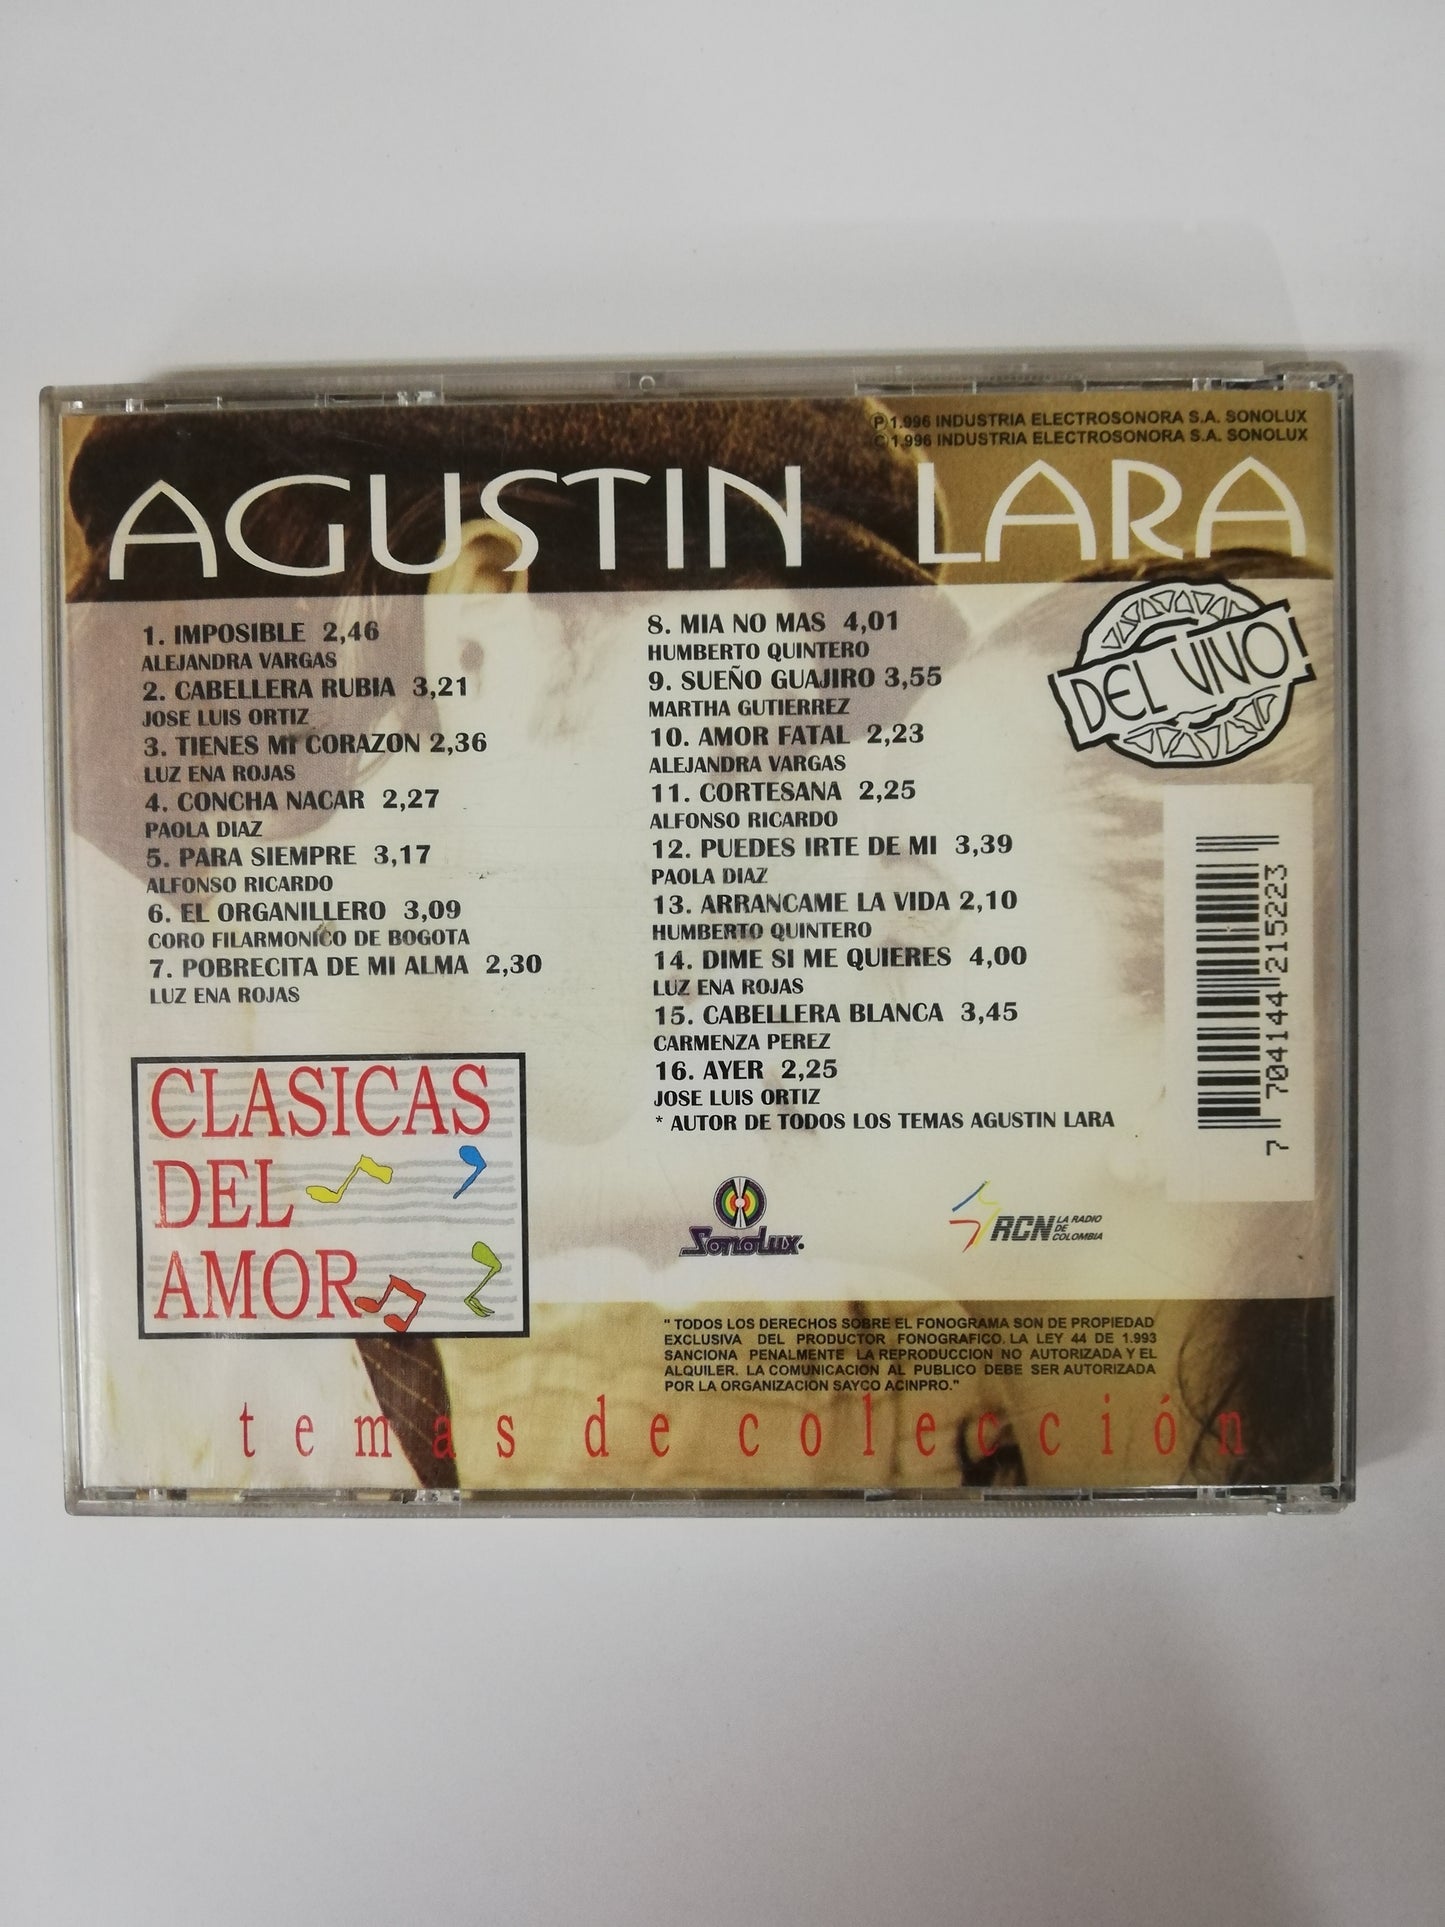 Ⓟ 1.996 INDUSTRIA ELECTROSONORA S.A. SONOLUX
Ⓒ 1.996 INDUSTRIA ELECTROSONORA S.A. SONOLUX
AGUSTIN LARA
1. IMPOSIBLE 2,46
ALEJANDRA VARGAS
2. CABELLERA RUBIA 3,21
JOSE LUIS ORTIZ
3. TIENES MI CORAZON 2,36
LUZ ENA ROJAS
4. CONCHA NACAR 2,27
PAOLA DIAZ
5. PARA SIEMPRE 3,17
ALFONSO RICARDO
6. EL ORGANILLERO 3,09
CORO FILARMONICO DE BOGOTA
7. POBRECITA DE MI ALMA 2,30
LUZ ENA ROJAS
8. MIA NO MAS 4,01
HUMBERTO QUINTERO
9. SUEÑO GUAJIRO 3,55
MARTHA GUTIERREZ
10. AMOR FATAL 2,23
ALEJANDRA VARGAS
11. CORTESANA 2,25
ALFONSO RICARDO
12. PUEDES IRTE DE MI 3,39
PAOLA DIAZ
13. ARRANCAME LA VIDA 2,10
HUMBERTO QUINTERO
14. DIME SI ME QUIERES 4,00
LUZ ENA ROJAS
15. CABELLERA BLANCA 3,45
CARMENZA PEREZ
16. AYER 2,25
JOSE LUIS ORTIZ
* AUTOR DE TODOS LOS TEMAS AGUSTIN LARA
DEL VIVO
7 704144 215223
CLASICAS
DEL
AMOR
Sonolux.
RCN LA RADIO
DE
COLOMBIA
" TODOS LOS DERECHOS SOBRE EL FONOGRAMA SON DE PROPIEDAD
EXCLUSIVA DEL PRODUCTOR FONOGRAFICO. LA LEY 44 DE 1.993
SANCIONA PENALMENTE LA REPRODUCCION NO AUTORIZADA Y EL
ALQUILER. LA COMUNICACION AL PUBLICO DEBE SER AUTORIZADA
POR LA ORGANIZACION SAYCO ACINPRO."
temas de colección